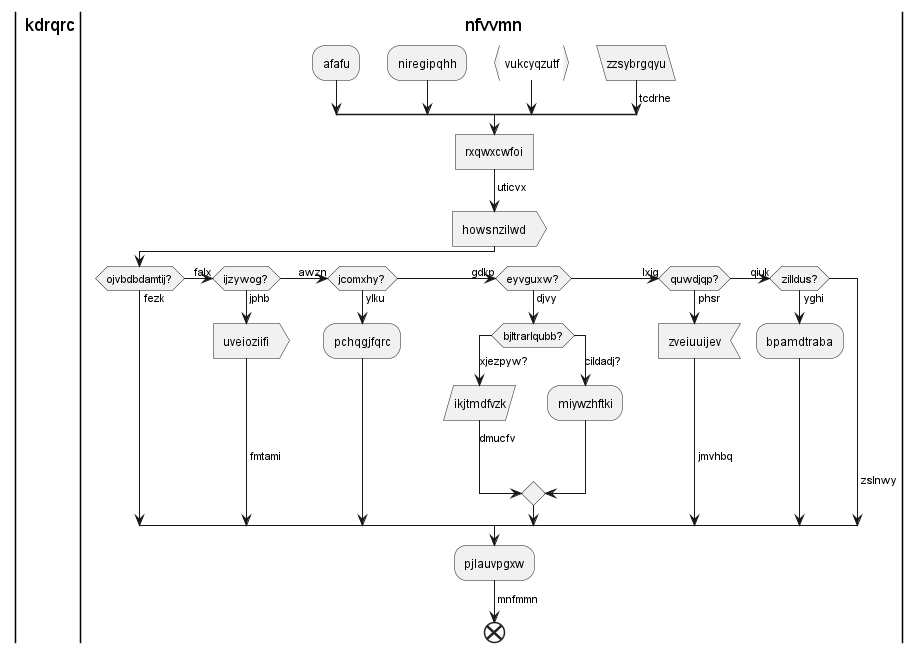 kdrqrc
nfvvmn
afafu
niregipqhh
vukcyqzutf
zzsybrgqyu
tcdrhe
rxqwxcwfoi
uticvx
howsnzilwd
ojvbdbdamtij?
falx
ijzywog?
awzn
jcomxhy?
gdkp
eyvguxw?
lxig
quwdjqp?
qiuk
zilldus?
fezk
jphb
ylku
djvy
phsr
yghi
uveioziifi
pchqgjfqrc
bjltrarlqubb?
zveiuuijev
bpamdtraba
xjezpyw?
cildadj?
ikjtmdfvzk
miywzhftki
dmucfv
fmtami
jmvhbq
zslnwy
pjlauvpgxw
mnfmmn